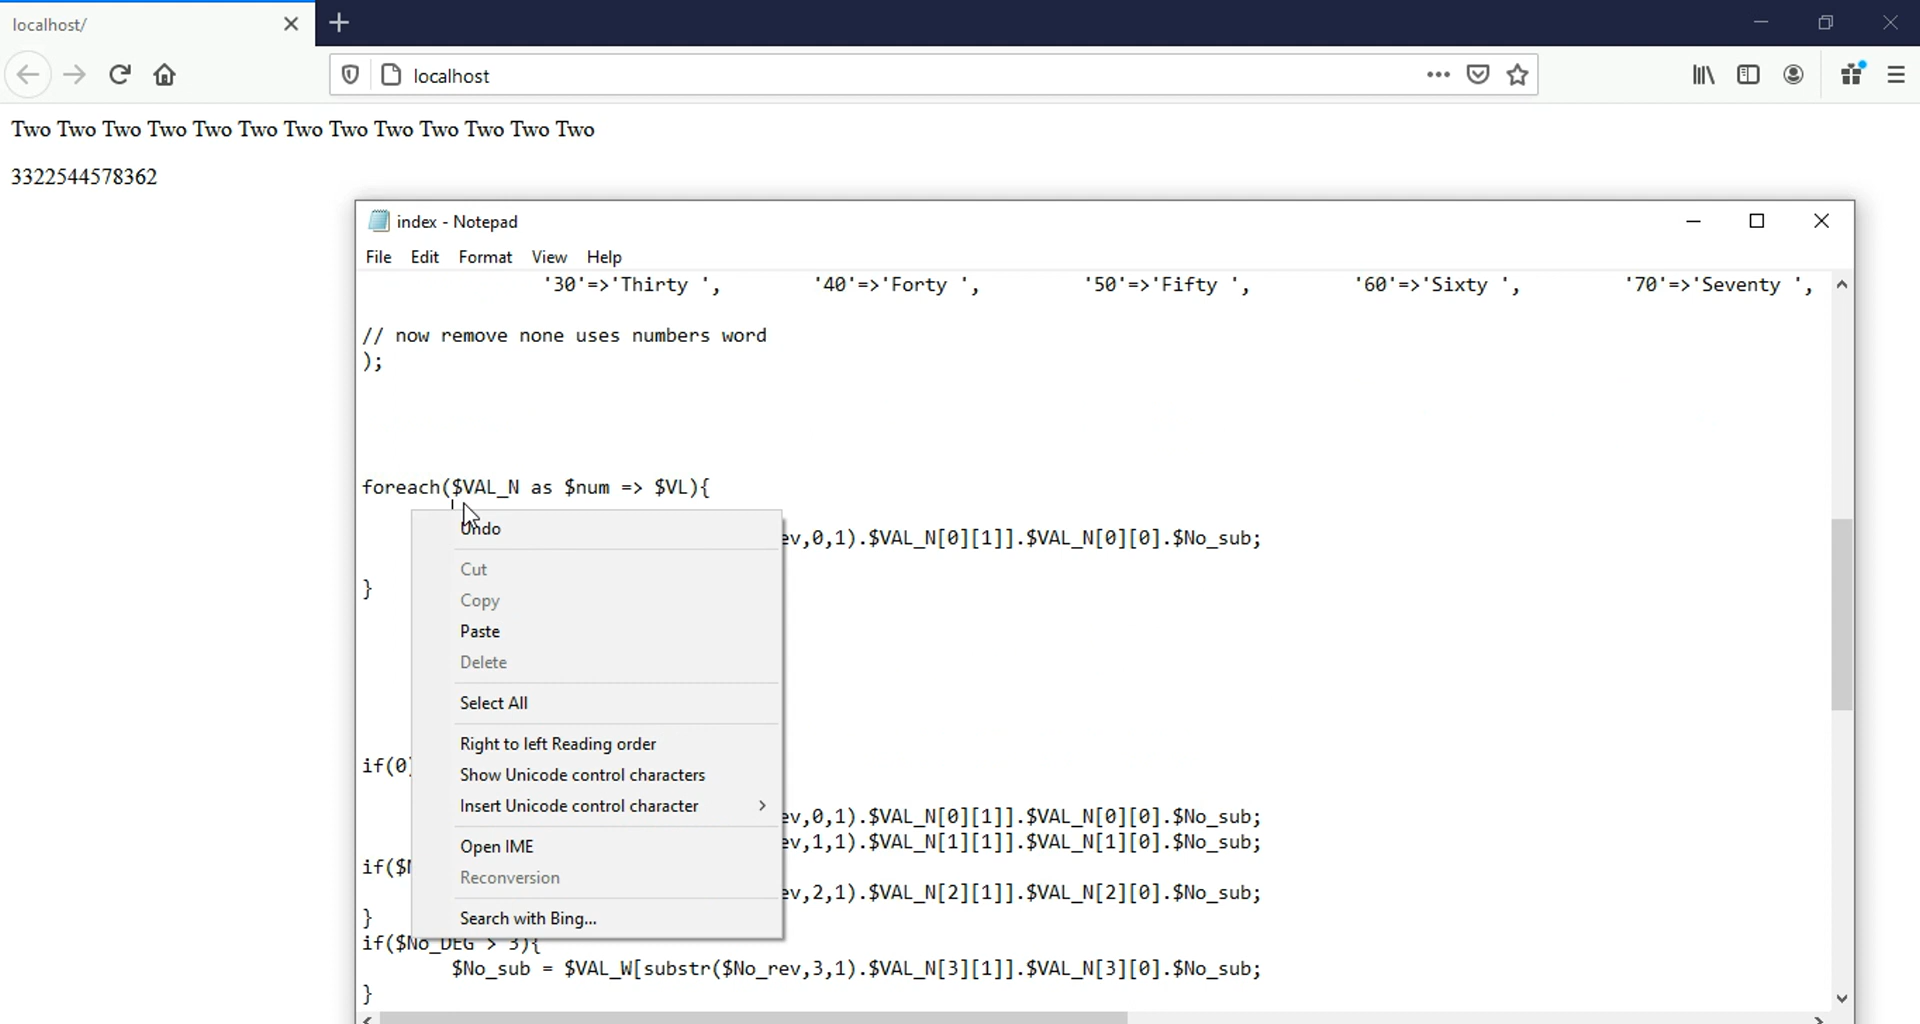 localhost/
localhost
Two Two Two Two Two Two Two Two Two Two Two Two Two
3322544578362
index - Notepad
File Edit Format View Help
'30'=>'Thirty ', '40'=>'Forty ', '50'=>'Fifty ', '60'=>'Sixty ', '70'=>'Seventy ',
// now remove none uses numbers word
);
foreach($VAL_N as $num => $VL){
Undo
ev,0,1).$VAL_N[0][1]].$VAL_N[0][0].$No_sub;
Cut
}
Copy
Paste
Delete
Select All
Right to left Reading order
if(0)
Show Unicode control characters
Insert Unicode control character
ev,0,1).$VAL_N[0][1]].$VAL_N[0][0].$No_sub;
ev,1,1).$VAL_N[1][1]].$VAL_N[1][0].$No_sub;
Open IME
if($N
Reconversion
ev,2,1).$VAL_N[2][1]].$VAL_N[2][0].$No_sub;
Search with Bing...
}
if($No_DEG > 3){
$No_sub = $VAL_W[substr($No_rev,3,1).$VAL_N[3][1]].$VAL_N[3][0].$No_sub;
}